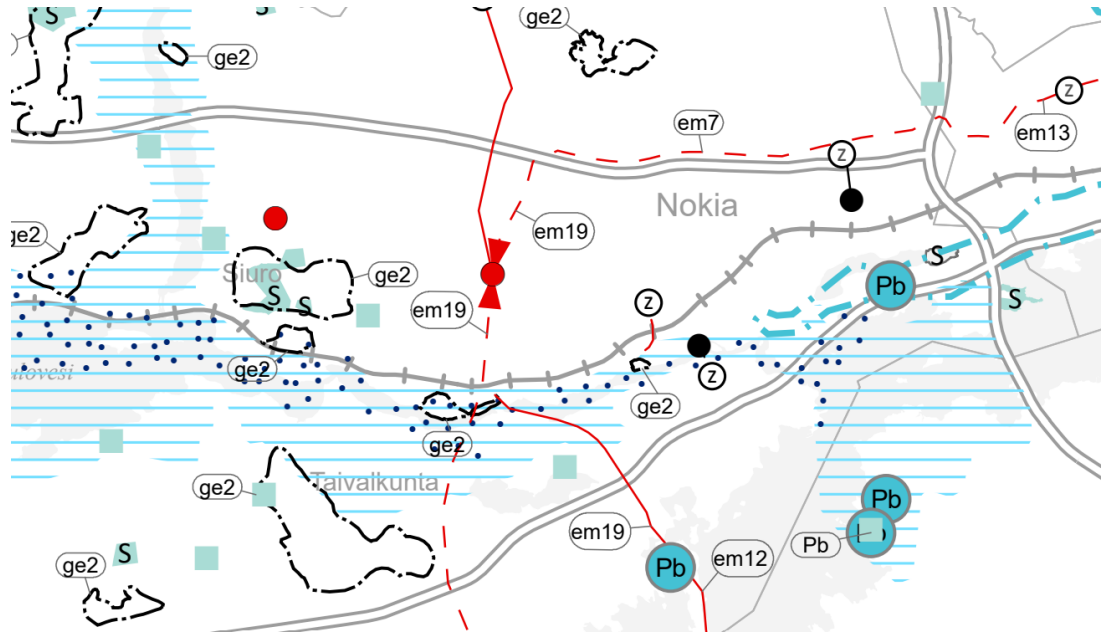 S
S
ge2
ge2
z
em7
em13
z
Nokia
em19
ge2
Siuro
ge2
S
S
S
Pb
S
em19
z
ge2
z
ge2
ge2
ge2
Taivalkunta
Pb
em19
Pb
Pb
em12
S
ge2